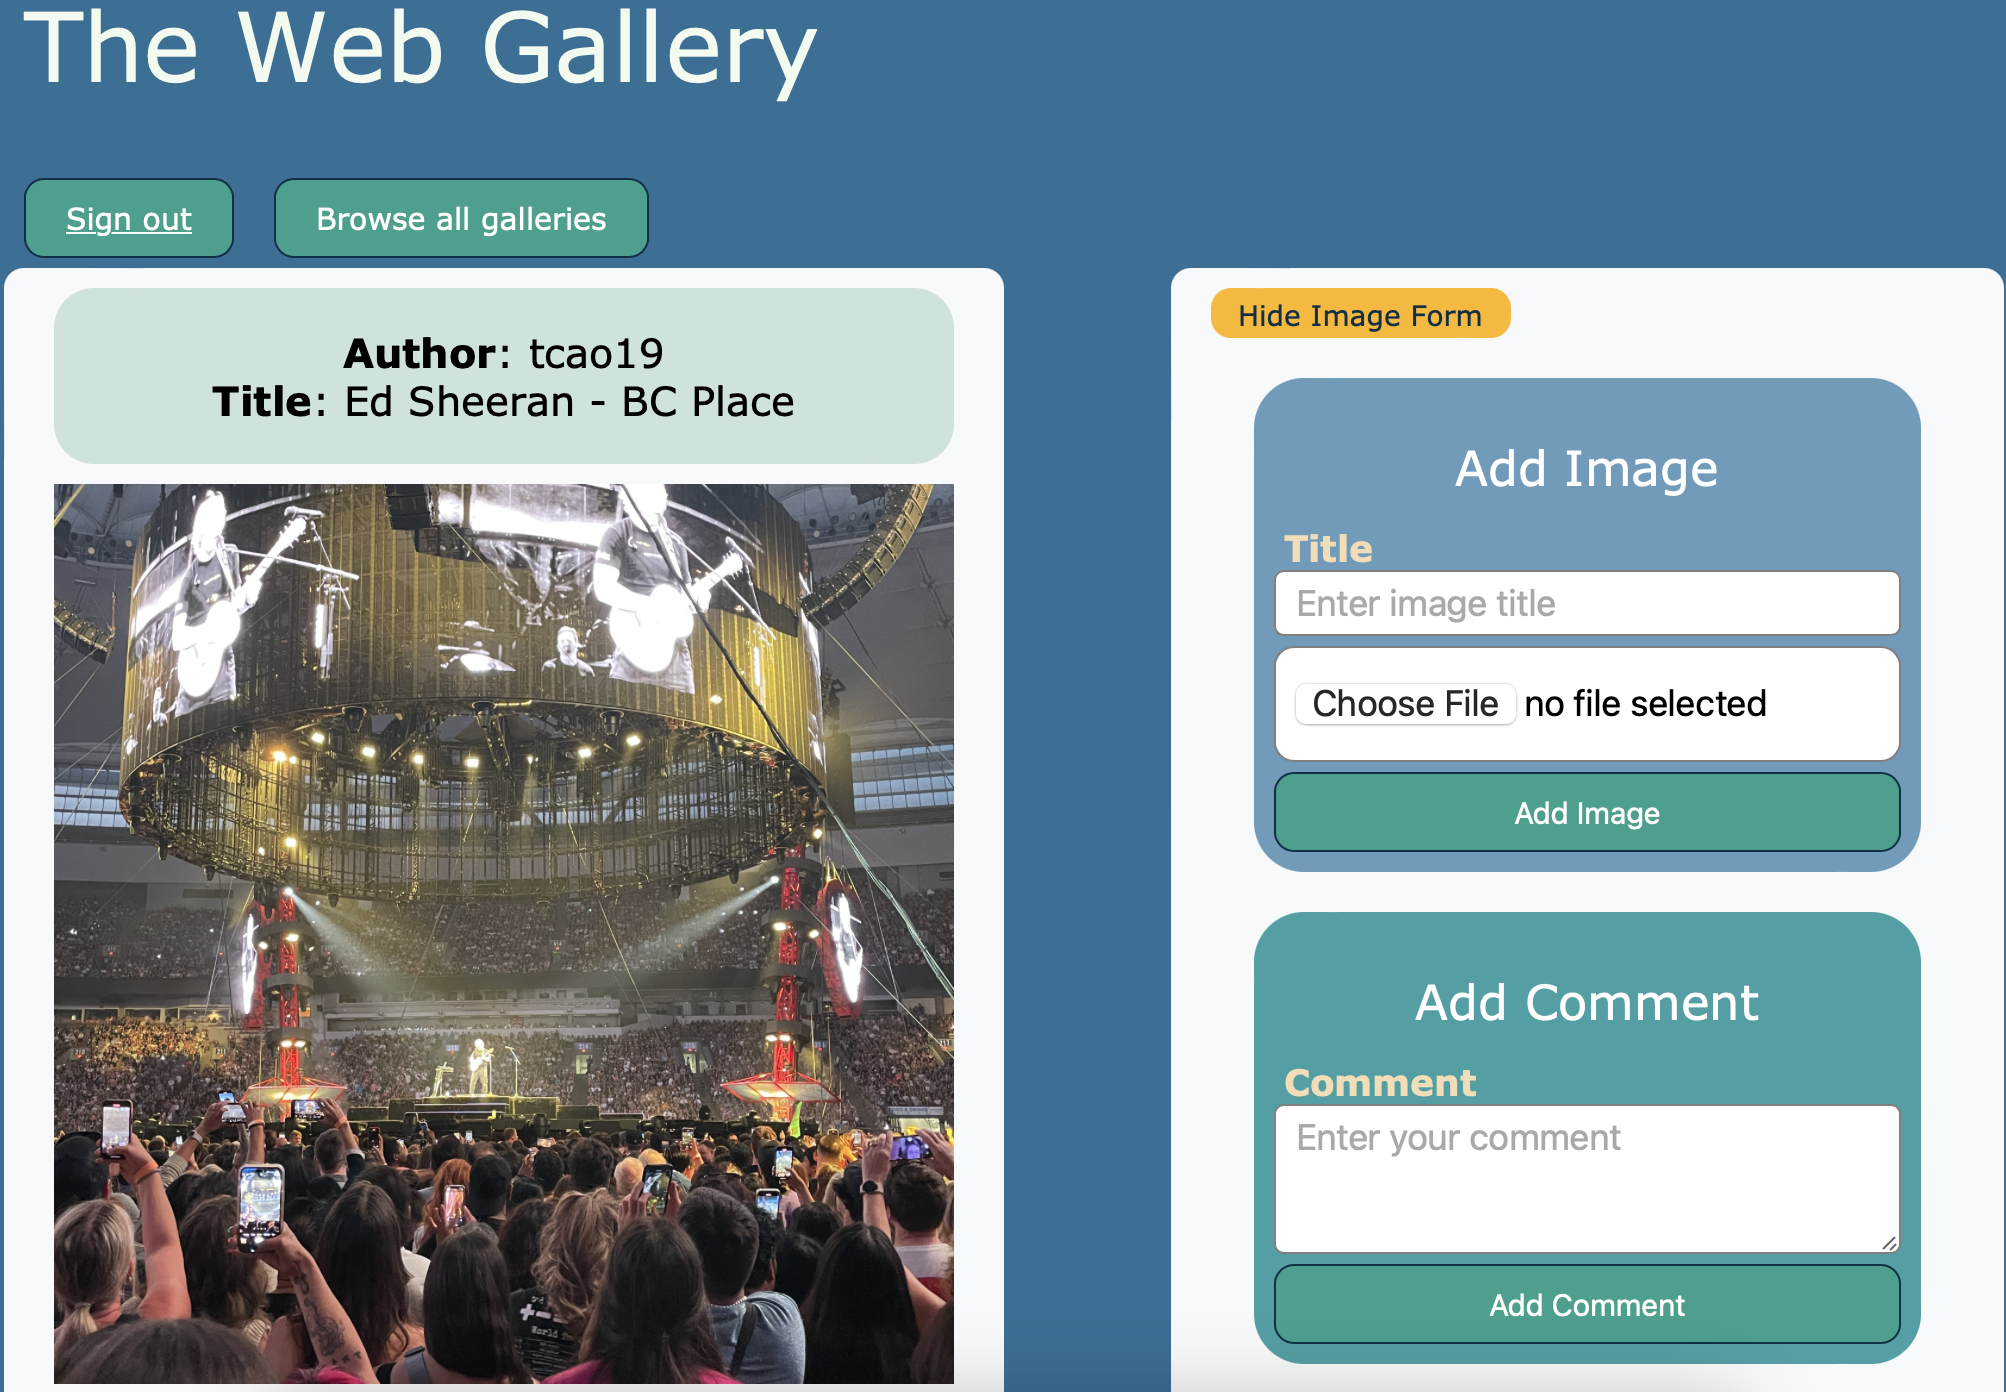 The Web Gallery
Sign out
Browse all galleries
Author: tcao19
Title: Ed Sheeran - BC Place
Hide Image Form
Add Image
Title
Enter image title
Choose File no file selected
Add Image
Add Comment
Comment
Enter your comment
Add Comment